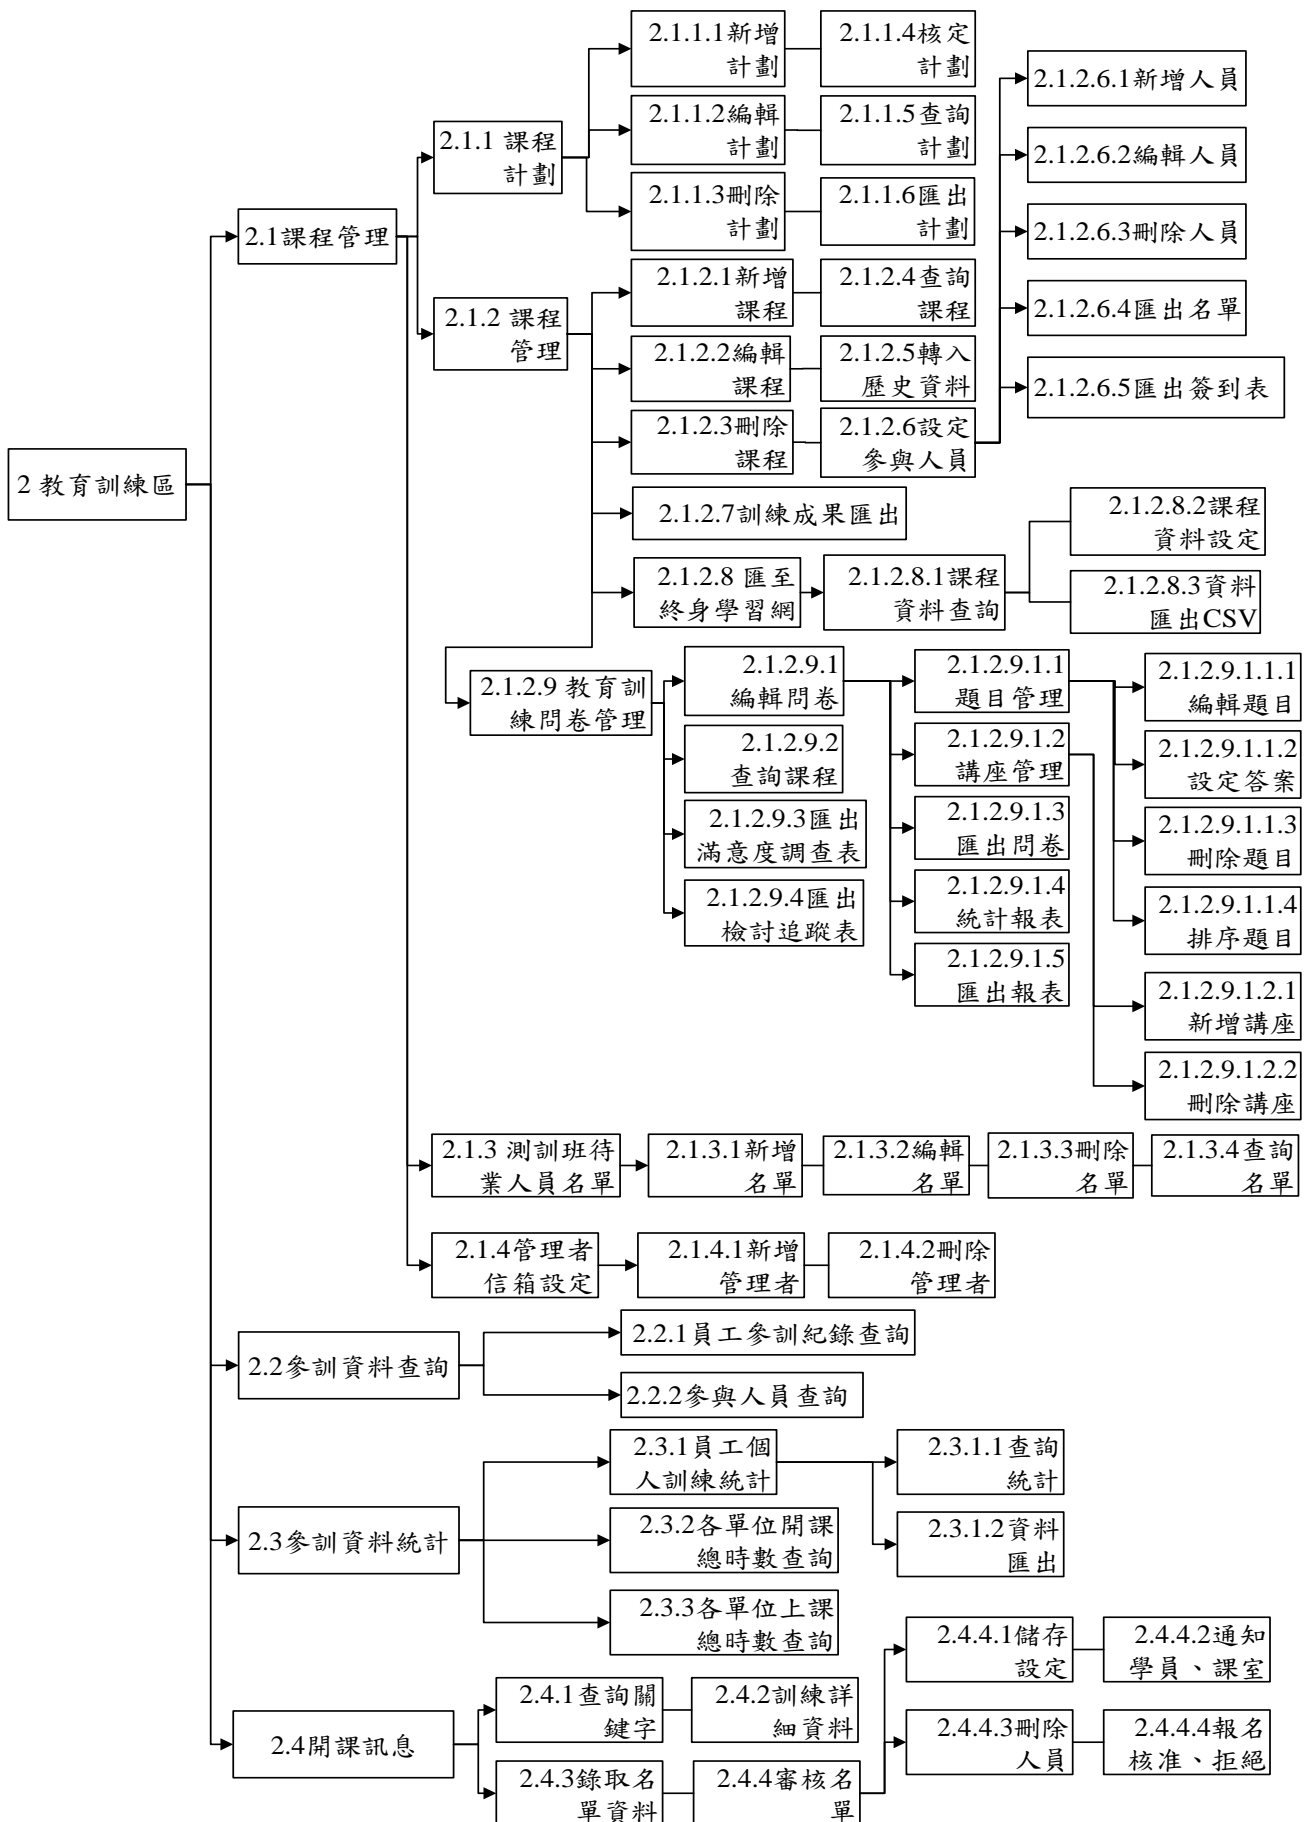 2 教育訓練區
2.1課程管理
2.1.1 課程
計劃
2.1.1.1新增
計劃
2.1.1.4核定
計劃
2.1.1.2編輯
計劃
2.1.1.5查詢
計劃
2.1.1.3刪除
計劃
2.1.1.6匯出
計劃
2.1.2 課程
管理
2.1.2.1新增
課程
2.1.2.4查詢
課程
2.1.2.2編輯
課程
2.1.2.5轉入
歷史資料
2.1.2.3刪除
課程
2.1.2.6設定
參與人員
2.1.2.6.1新增人員
2.1.2.6.2編輯人員
2.1.2.6.3刪除人員
2.1.2.6.4匯出名單
2.1.2.6.5匯出簽到表
2.1.2.7訓練成果匯出
2.1.2.8 匯至
終身學習網
2.1.2.8.1課程
資料查詢
2.1.2.8.2課程
資料設定
2.1.2.8.3資料
匯出CSV
2.1.2.9 教育訓
練問卷管理
2.1.2.9.1
編輯問卷
2.1.2.9.2
查詢課程
2.1.2.9.3匯出
滿意度調查表
2.1.2.9.4匯出
檢討追蹤表
2.1.2.9.1.1
題目管理
2.1.2.9.1.2
講座管理
2.1.2.9.1.3
匯出問卷
2.1.2.9.1.4
統計報表
2.1.2.9.1.5
匯出報表
2.1.2.9.1.1.1
編輯題目
2.1.2.9.1.1.2
設定答案
2.1.2.9.1.1.3
刪除題目
2.1.2.9.1.1.4
排序題目
2.1.2.9.1.2.1
新增講座
2.1.2.9.1.2.2
刪除講座
2.1.3 測訓班待
業人員名單
2.1.3.1新增
名單
2.1.3.2編輯
名單
2.1.3.3刪除
名單
2.1.3.4查詢
名單
2.1.4管理者
信箱設定
2.1.4.1新增
管理者
2.1.4.2刪除
管理者
2.2參訓資料查詢
2.2.1員工參訓紀錄查詢
2.2.2參與人員查詢
2.3參訓資料統計
2.3.1員工個
人訓練統計
2.3.1.1查詢
統計
2.3.1.2資料
匯出
2.3.2各單位開課
總時數查詢
2.3.3各單位上課
總時數查詢
2.4開課訊息
2.4.1查詢關
鍵字
2.4.2訓練詳
細資料
2.4.3錄取名
單資料
2.4.4審核名
單
2.4.4.1儲存
設定
2.4.4.2通知
學員、課室
2.4.4.3刪除
人員
2.4.4.4報名
核准、拒絕